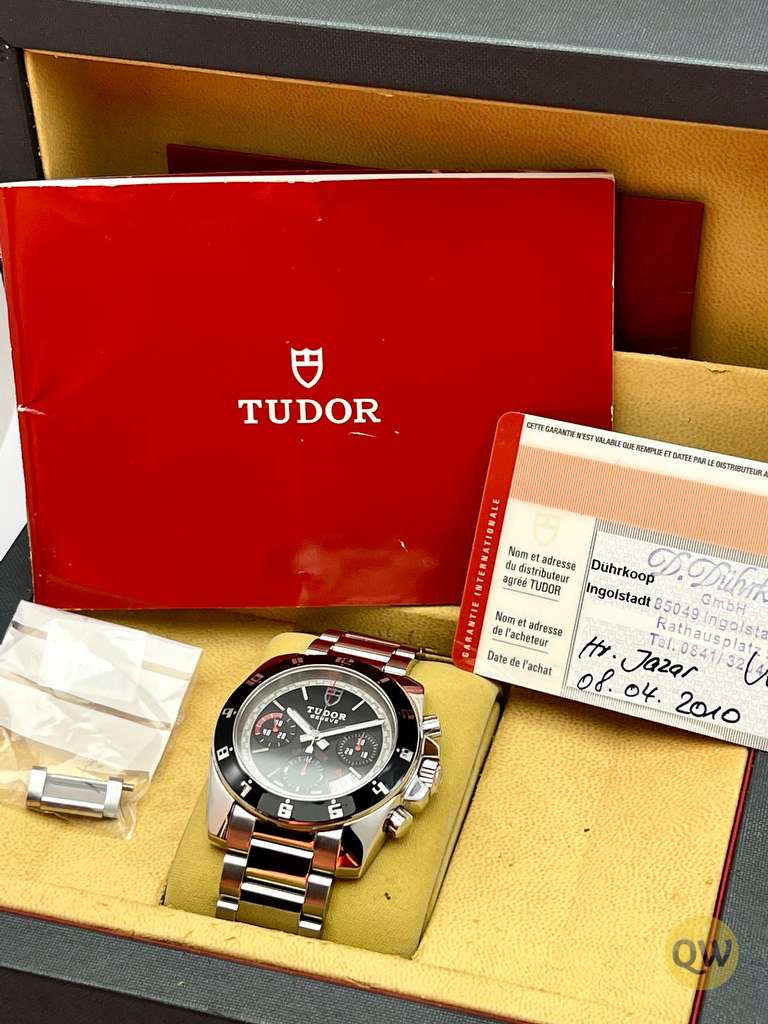 TUDOR
CETTE GARANTIE N'EST VALABLE QUE REMPLIE ET DATEE PAR LE DISTRIBUTEUR
GARANTIE INTERNATIONALE
Nom et adresse
du distributeur
agréé TUDOR
Dührkoop
Ingolstadt
GmbH
85049 Ingolsta
Rathausplatz
Tel. 0841/32
Nom et adresse
de l'acheteur
Hr. Jazar
Date de l'achat
08.04.2010
TUDOR
GENEVE
QW